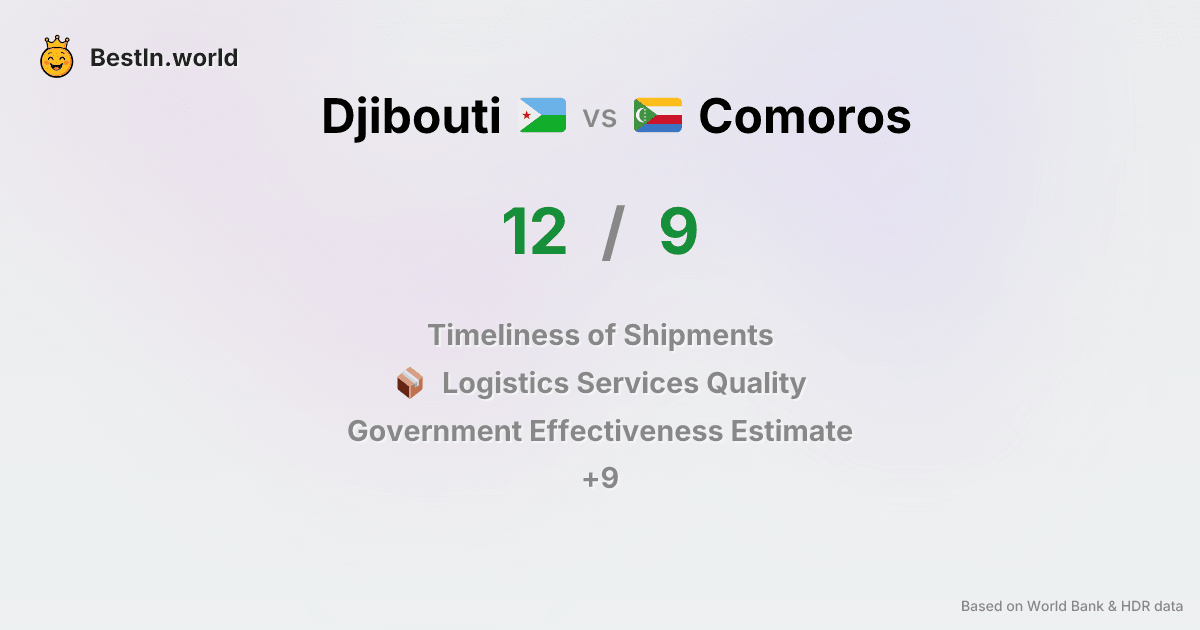 BestIn.world
Djibouti vs Comoros
12 / 9
Timeliness of Shipments
Logistics Services Quality
Government Effectiveness Estimate
+9
Based on World Bank & HDR data